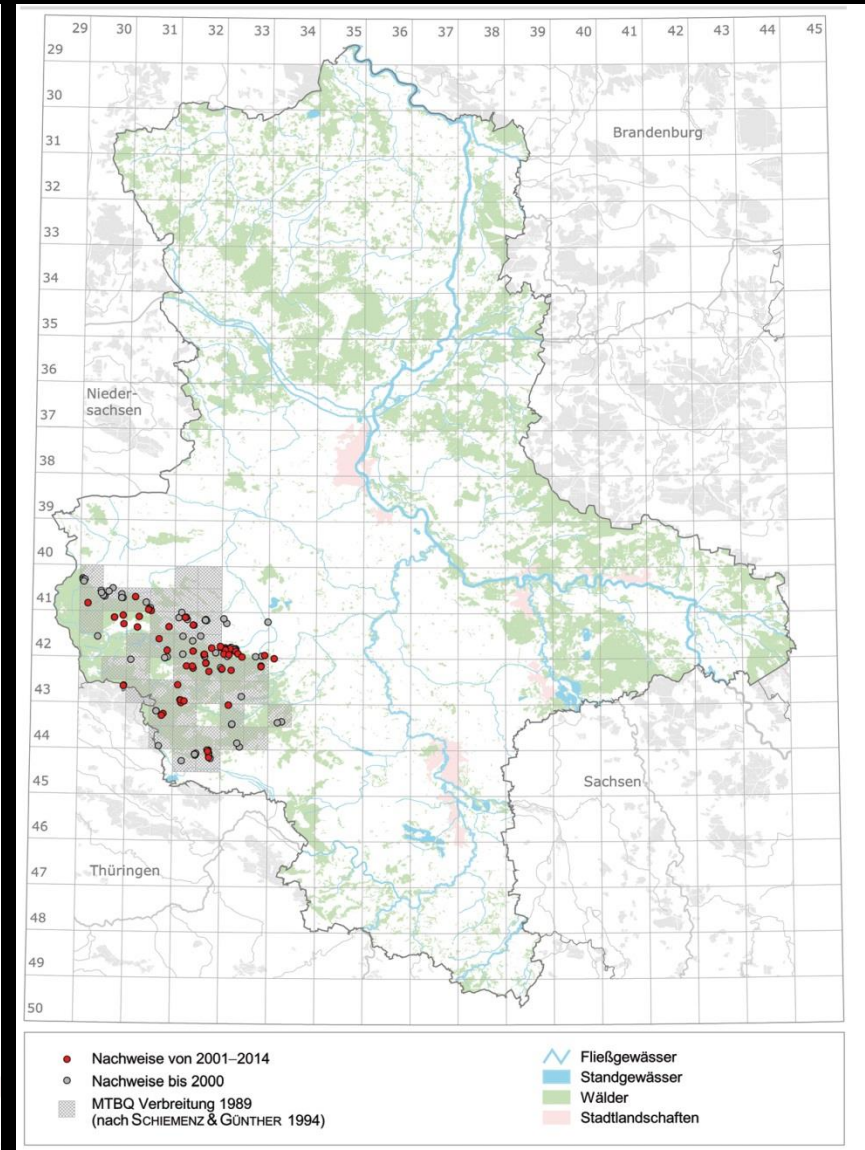 29 30 31 32 33 34 35 36 37 38 39 40 41 42 43 44 45
29
30
31
Brandenburg
32
33
34
35
36
Nieder-
sachsen
37
38
39
40
41
42
43
44
45
Sachsen
46
Thüringen
47
48
49
50
Nachweise von 2001–2014
Nachweise bis 2000
MTBQ Verbreitung 1989
(nach SCHIEMENZ & GÜNTHER 1994)
Fließgewässer
Standgewässer
Wälder
Stadtlandschaften